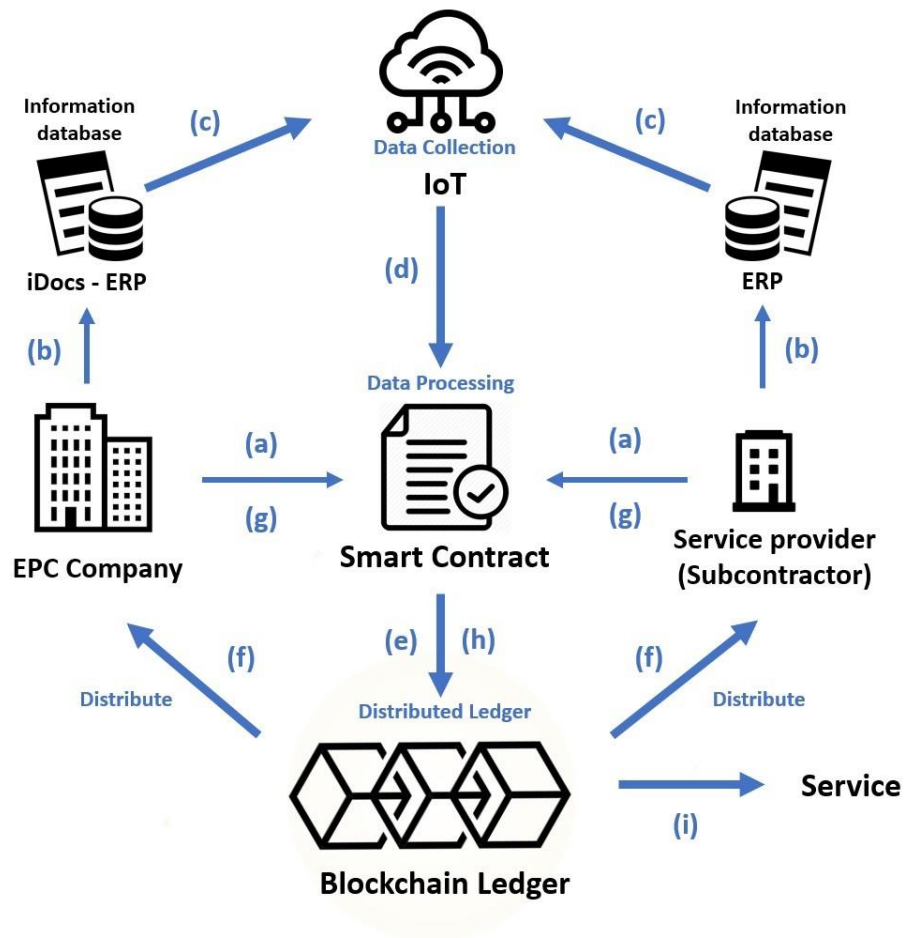 Information
database
(c)
(c)
Information
database
Data Collection
IoT
iDocs - ERP
(d)
ERP
(b)
(b)
Data Processing
(a)
(a)
(g)
(g)
EPC Company
Smart Contract
Service provider
(Subcontractor)
(f)
(e)
(h)
(f)
Distribute
Distributed Ledger
Distribute
Service
(i)
Blockchain Ledger